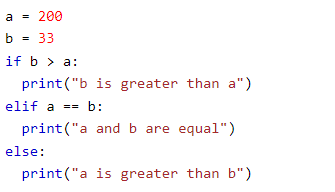 a = 200
b = 33
if b > a:
  print("b is greater than a")
elif a == b:
  print("a and b are equal")
else:
  print("a is greater than b")